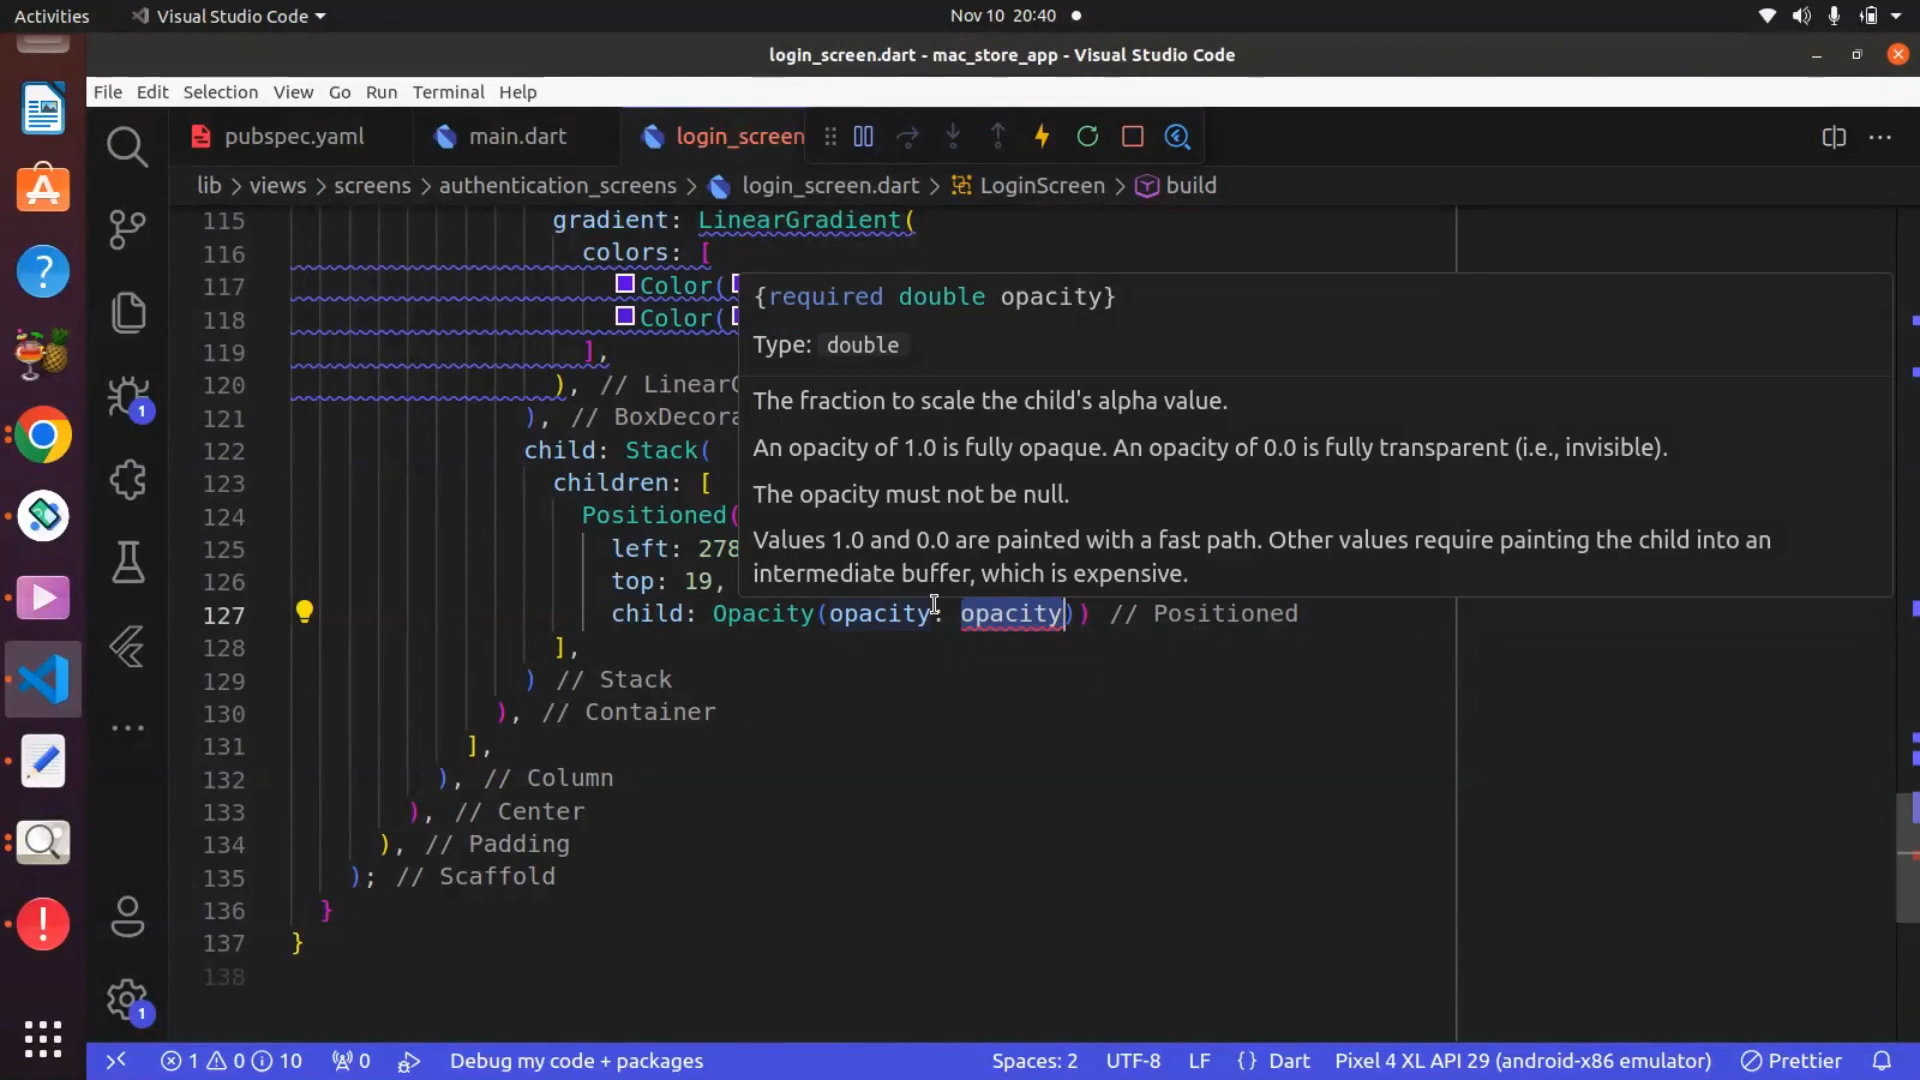 Activities
Visual Studio Code
Nov 10 20:40
login_screen.dart - mac_store_app - Visual Studio Code
File Edit Selection View Go Run Terminal Help
pubspec.yaml
main.dart
login_screen
lib > views > screens > authentication_screens > login_screen.dart > LoginScreen > build
115 gradient: LinearGradient(
116 colors: [
117 Color(
118 Color(
119 ],
120 ), // LinearG
121 ), // BoxDecora
122 child: Stack(
123 children: [
124 Positioned(
125 left: 278
126 top: 19,
127 child: Opacity(opacity: opacity)) // Positioned
128 ],
129 ) // Stack
130 ), // Container
131 ],
132 ), // Column
133 ), // Center
134 ), // Padding
135 ); // Scaffold
136 }
137 }
138
{required double opacity}
Type: double
The fraction to scale the child's alpha value.
An opacity of 1.0 is fully opaque. An opacity of 0.0 is fully transparent (i.e., invisible).
The opacity must not be null.
Values 1.0 and 0.0 are painted with a fast path. Other values require painting the child into an
intermediate buffer, which is expensive.
1
1
1 0 10 0 Debug my code + packages
Spaces: 2 UTF-8 LF {} Dart Pixel 4 XL API 29 (android-x86 emulator) Prettier